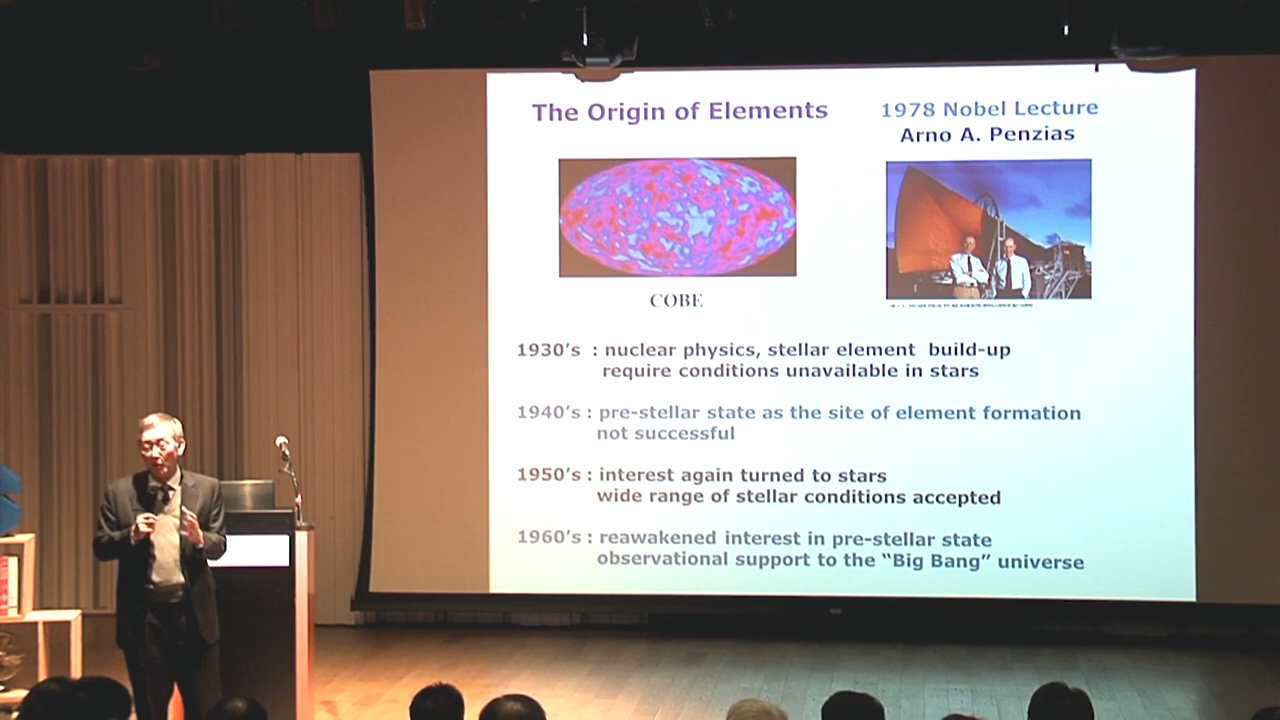 The Origin of Elements
1978 Nobel Lecture
Arno A. Penzias
COBE
1930's : nuclear physics, stellar element build-up
require conditions unavailable in stars
1940's : pre-stellar state as the site of element formation
not successful
1950's : interest again turned to stars
wide range of stellar conditions accepted
1960's : reawakened interest in pre-stellar state
observational support to the “Big Bang” universe